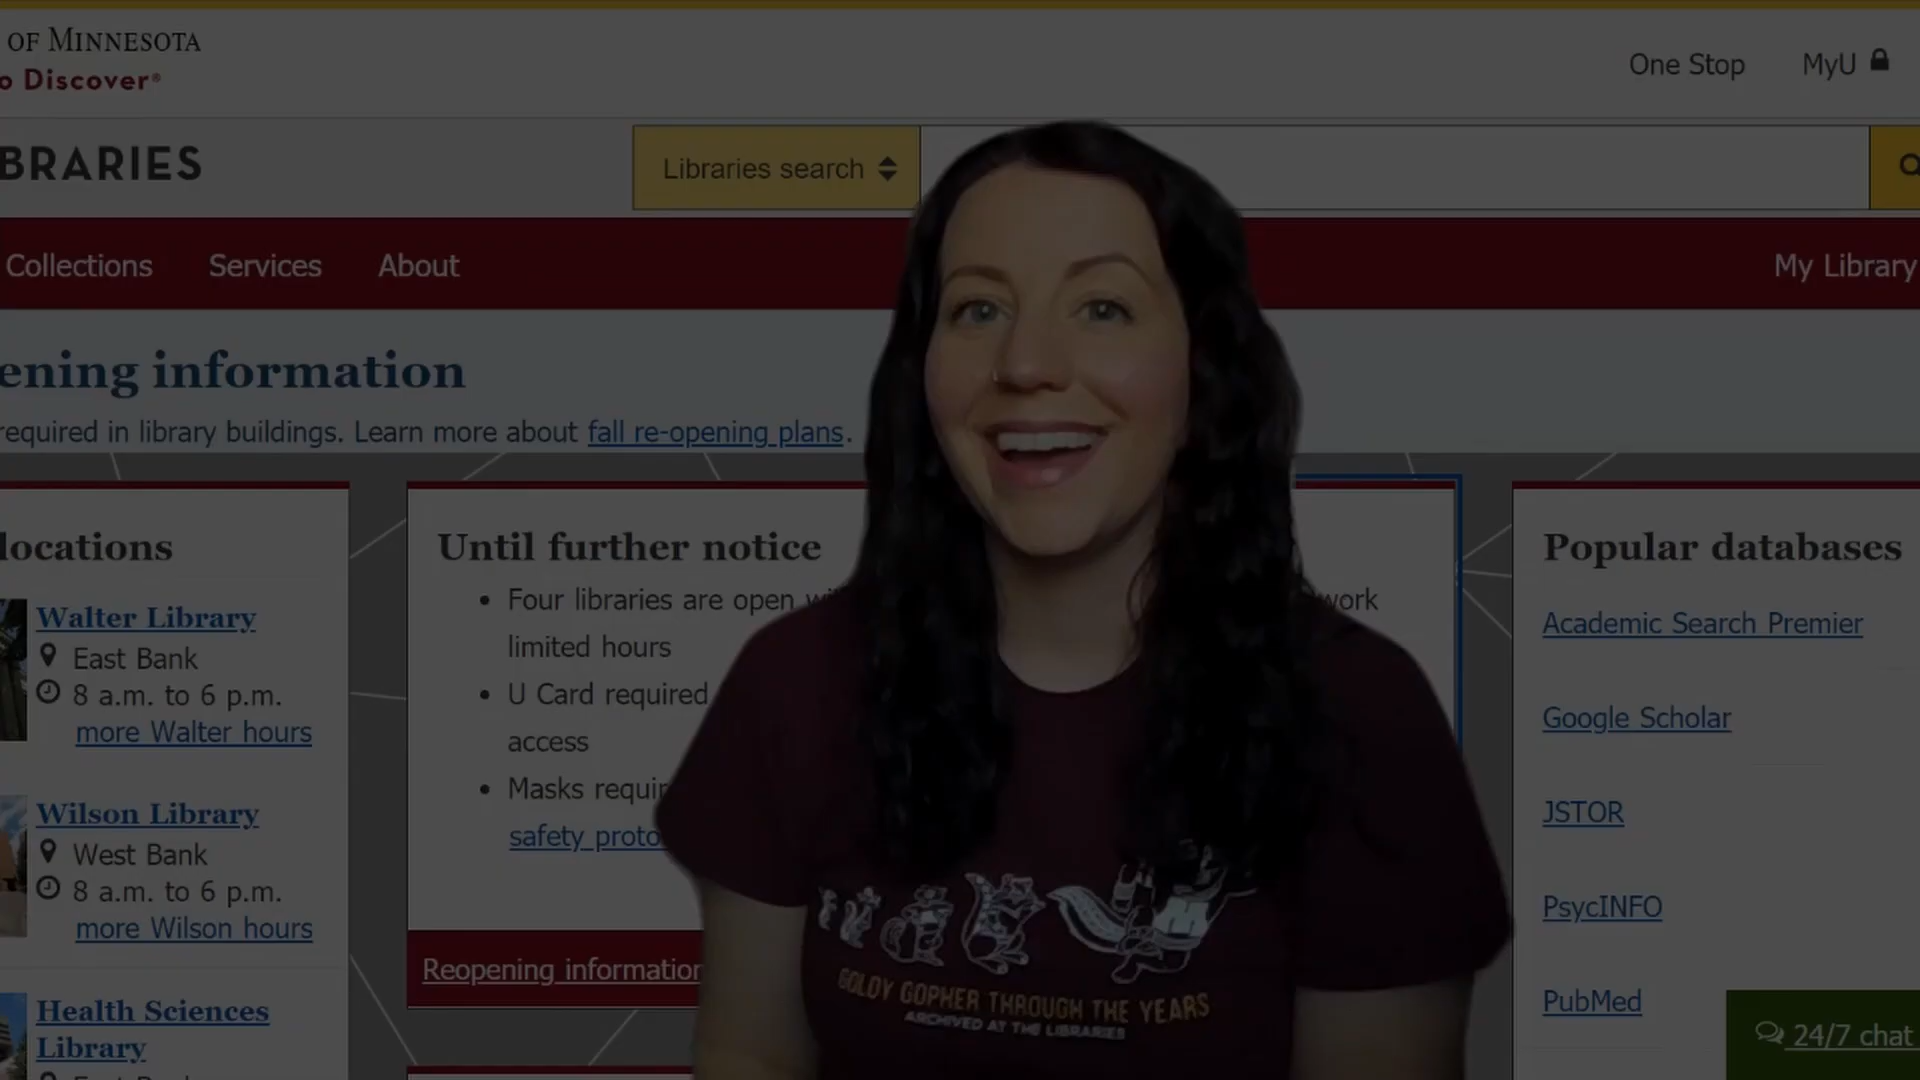 OF MINNESOTA
o Discover®
One Stop
MyU
BRARIES
Libraries search
Collections
Services
About
My Library
ening information
required in library buildings. Learn more about fall re-opening plans.
locations
Until further notice
Popular databases
Walter Library
East Bank
8 a.m. to 6 p.m.
more Walter hours
Four libraries are open
work
limited hours
U Card required
access
Masks requir
safety proto
Academic Search Premier
Google Scholar
JSTOR
PsycINFO
PubMed
Wilson Library
West Bank
8 a.m. to 6 p.m.
more Wilson hours
Reopening information
Health Sciences
Library
GOLDY GOPHER THROUGH THE YEARS
ARCHIVED AT THE LIBRARIES
24/7 chat